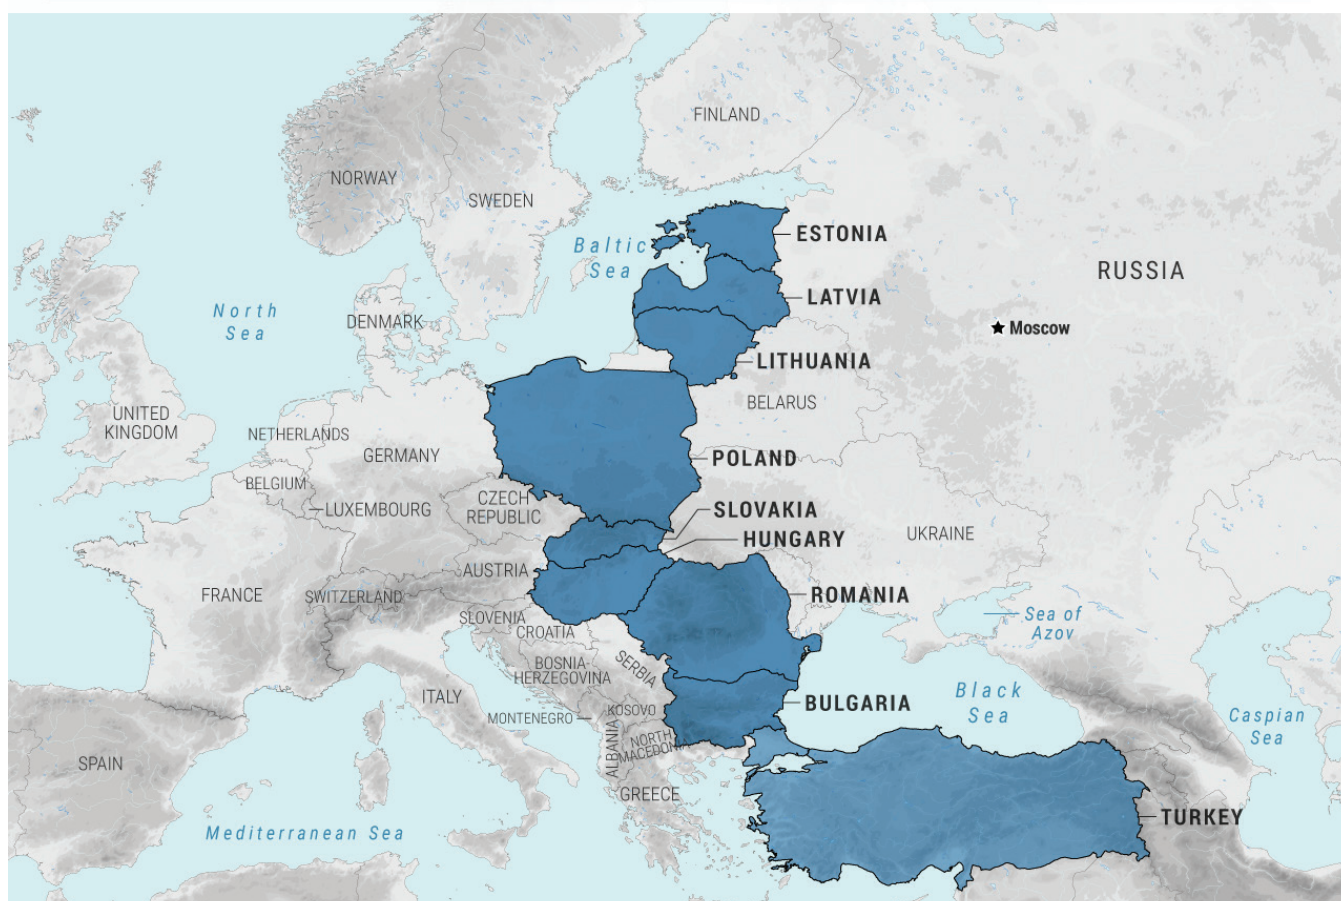 FINLAND
NORWAY
SWEDEN
Baltic
Sea
ESTONIA
RUSSIA
LATVIA
Moscow
North
Sea
DENMARK
LITHUANIA
BELARUS
UNITED
KINGDOM
NETHERLANDS
GERMANY
POLAND
BELGIUM
LUXEMBOURG
CZECH
REPUBLIC
SLOVAKIA
HUNGARY
UKRAINE
AUSTRIA
FRANCE
SWITZERLAND
ROMANIA
SLOVENIA
CROATIA
Sea of
Azov
BOSNIA-
HERZEGOVINA
SERBIA
ITALY
MONTENEGRO
KOSOVO
BULGARIA
Black
Sea
Caspian
Sea
ALBANIA
NORTH
MACEDONIA
SPAIN
GREECE
TURKEY
Mediterranean Sea